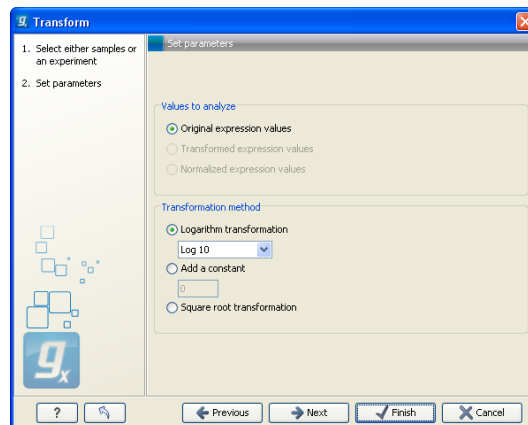 Transform
1. Select either samples or
an experiment
2. Set parameters
Set parameters
Values to analyze
Original expression values
Transformed expression values
Normalized expression values
Transformation method
Logarithm transformation
Log 10
Add a constant
0
Square root transformation
gx
?
Previous
Next
Finish
Cancel